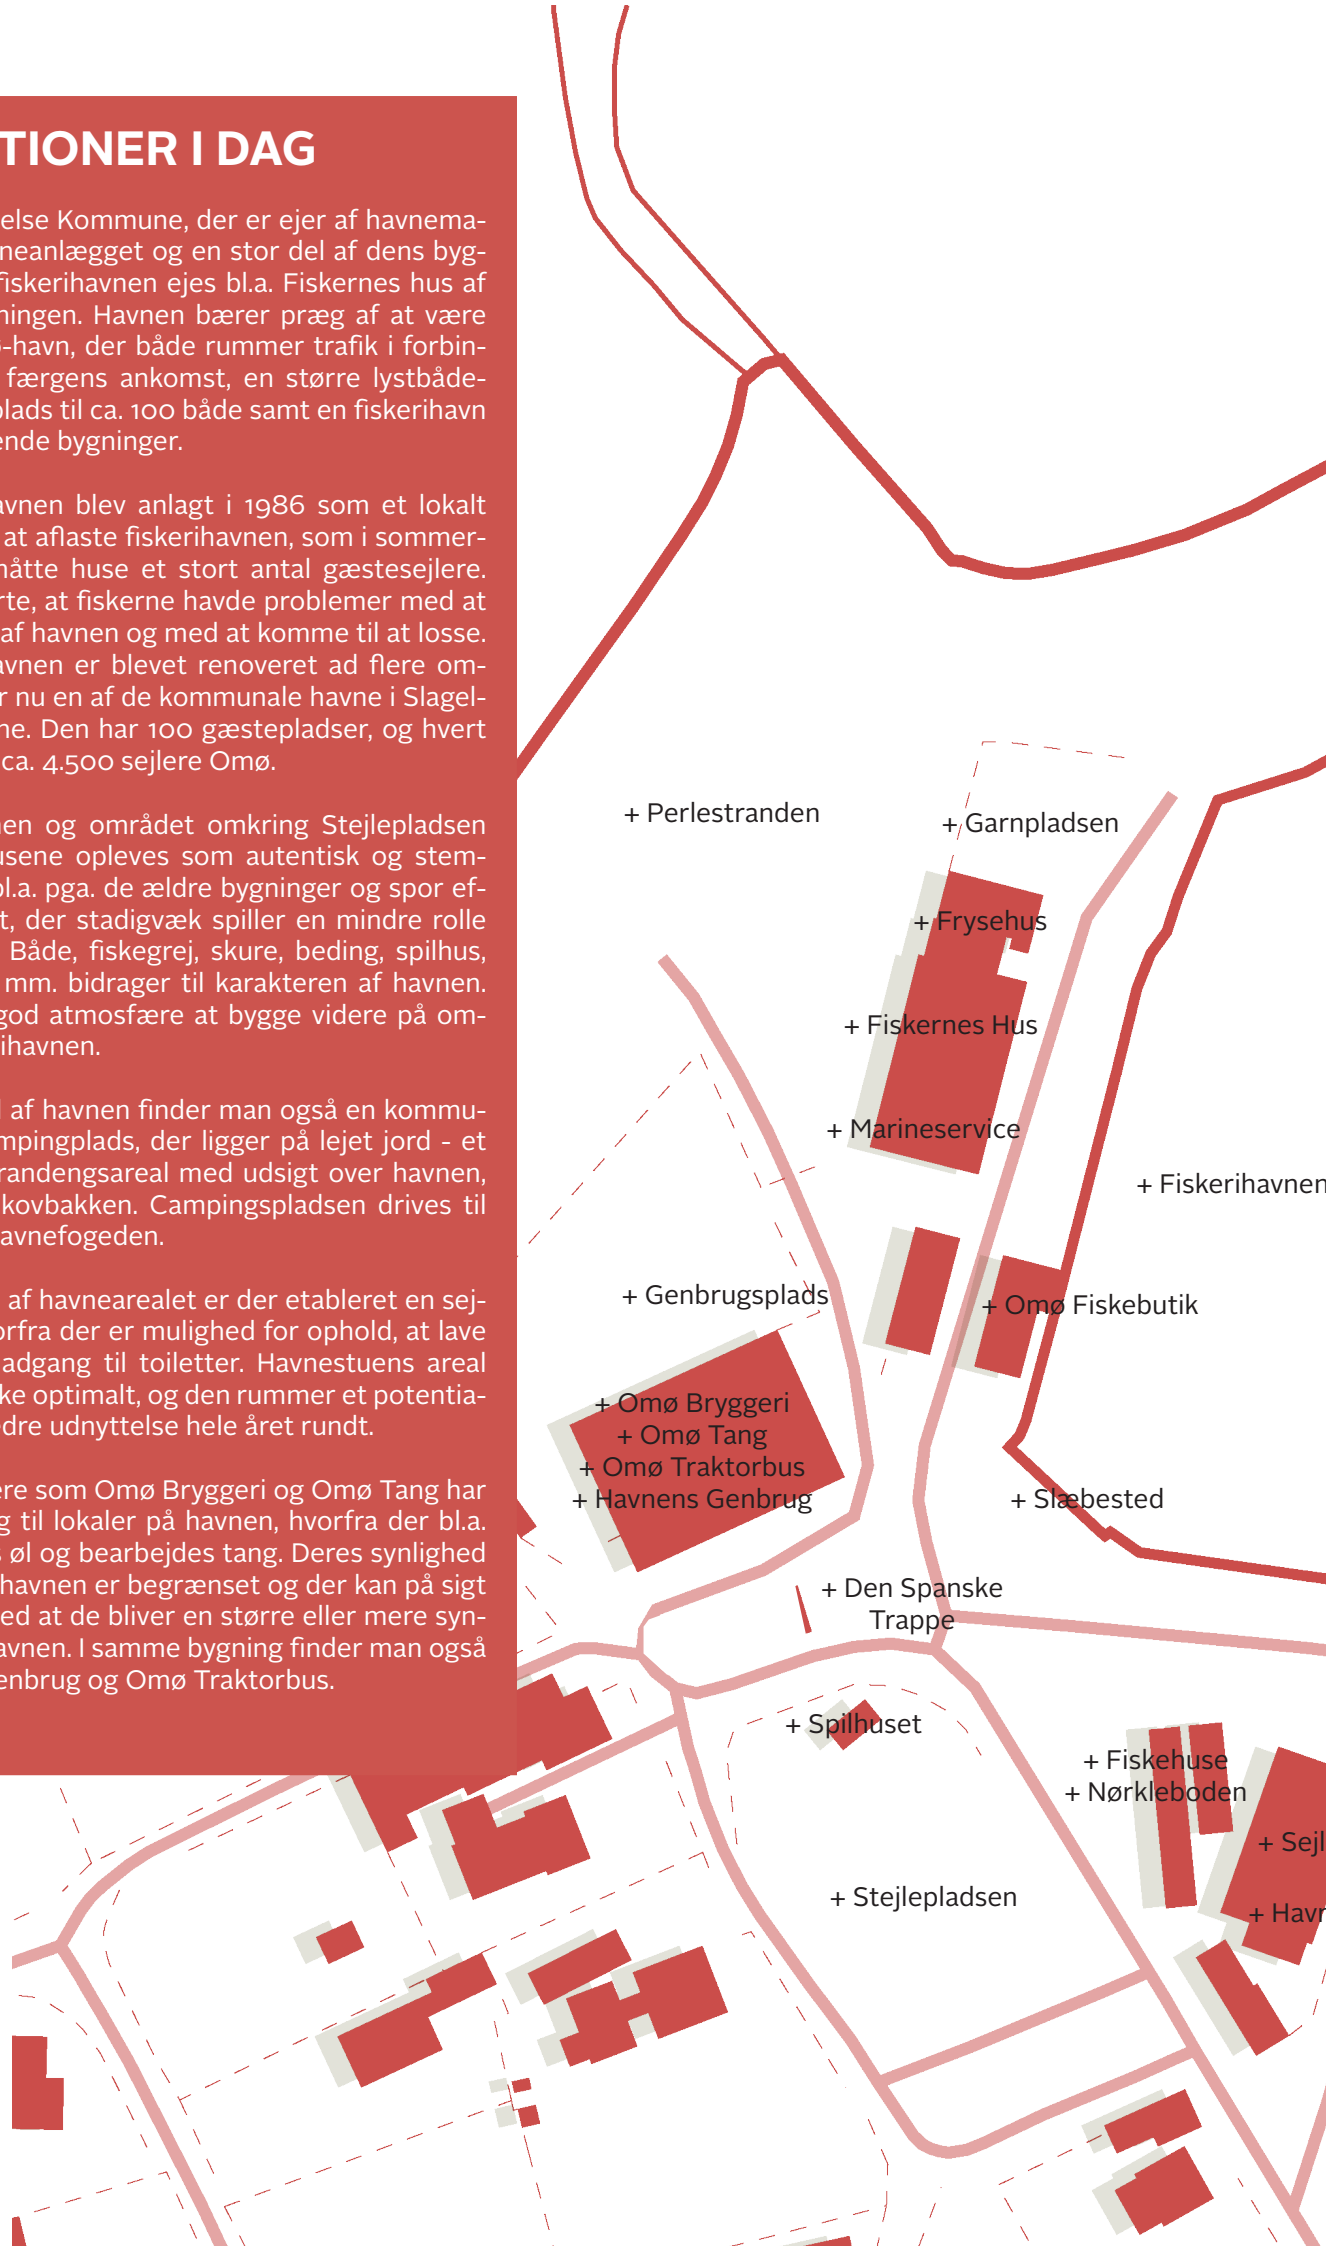 TIONER I DAG
else Kommune, der er ejer af havnema-
neanlægget og en stor del af dens byg-
fiskerihavnen ejes bl.a. Fiskernes hus af
ningen. Havnen bærer præg af at være
-havn, der både rummer trafik i forbin-
færgens ankomst, en større lystbåde-
plads til ca. 100 både samt en fiskerihavn
ende bygninger.
avnen blev anlagt i 1986 som et lokalt
at aflaste fiskerihavnen, som i sommer-
måtte huse et stort antal gæstesejlere.
rte, at fiskerne havde problemer med at
af havnen og med at komme til at losse.
avnen er blevet renoveret ad flere om-
r nu en af de kommunale havne i Slagel-
ne. Den har 100 gæstepladser, og hvert
ca. 4.500 sejlere Omø.
nen og området omkring Stejlepladsen
usene opleves som autentisk og stem-
bl.a. pga. de ældre bygninger og spor ef-
t, der stadigvæk spiller en mindre rolle
Både, fiskegrej, skure, beding, spilhus,
mm. bidrager til karakteren af havnen.
god atmosfære at bygge videre på om-
rihavnen.
l af havnen finder man også en kommu-
mpingplads, der ligger på lejet jord - et
randengsareal med udsigt over havnen,
kovbakken. Campingspladsen drives til
avnefogeden.
af havnearealet er der etableret en sej-
orfra der er mulighed for ophold, at lave
adgang til toiletter. Havnestuens areal
ke optimalt, og den rummer et potentia-
edre udnyttelse hele året rundt.
ere som Omø Bryggeri og Omø Tang har
g til lokaler på havnen, hvorfra der bl.a.
s øl og bearbejdes tang. Deres synlighed
havnen er begrænset og der kan på sigt
ed at de bliver en større eller mere syn-
avnen. I samme bygning finder man også
enbrug og Omø Traktorbus.
+ Perlestranden
+ Garnpladsen
+ Frysehus
+ Fiskernes Hus
+ Marineservice
+ Fiskerihavnen
+ Genbrugsplads
+ Omø Fiskebutik
+ Omø Bryggeri
+ Omø Tang
+ Omø Traktorbus
+ Havnens Genbrug
+ Slæbested
+ Den Spanske
Trappe
+ Spilhuset
+ Fiskehuse
+ Nørkleboden
+ Sejl
+ Stejlepladsen
+ Havn